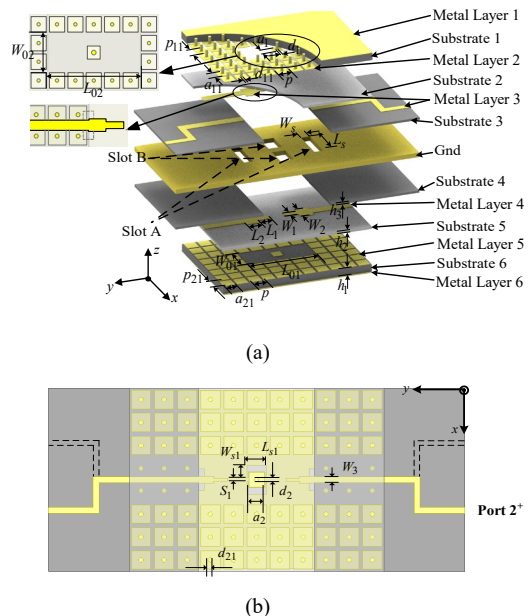 Metal Layer 1
Substrate 1
Metal Layer 2
Substrate 2
Metal Layer 3
Substrate 3
Gnd
Substrate 4
Metal Layer 4
Substrate 5
Metal Layer 5
Substrate 6
Metal Layer 6
W02
L02
p11
a11
a1
d1
d
p
Ws
Ls
Slot B
Slot A
h3
W1
W2
L2
L1
W01
L01
p21
a21
p
h1
z
y
x
(a)
y
x
Ws1
Ls1
W3
S1
d2
a2
Port 2⁺
d21
(b)